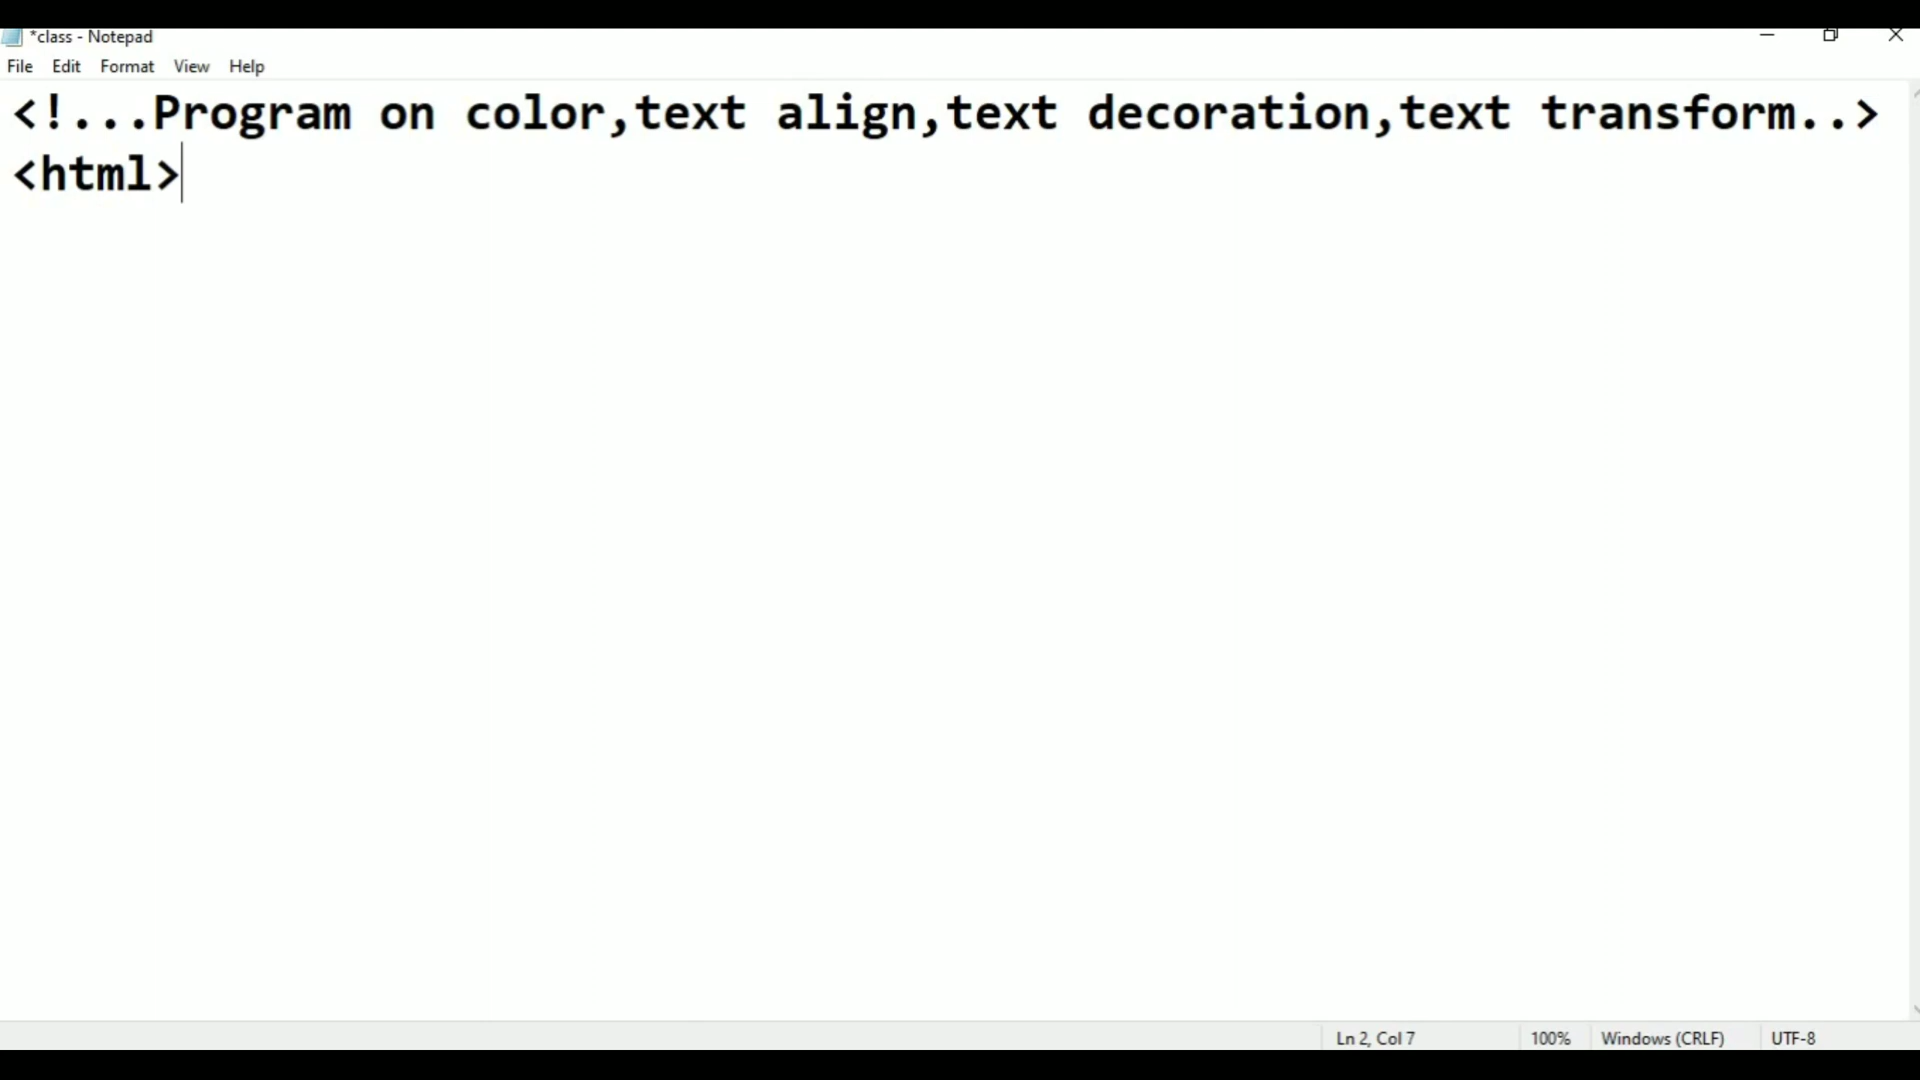 *class - Notepad
File Edit Format View Help
<!...Program on color,text align,text decoration,text transform..>
<html>
Ln 2, Col 7 100% Windows (CRLF) UTF-8